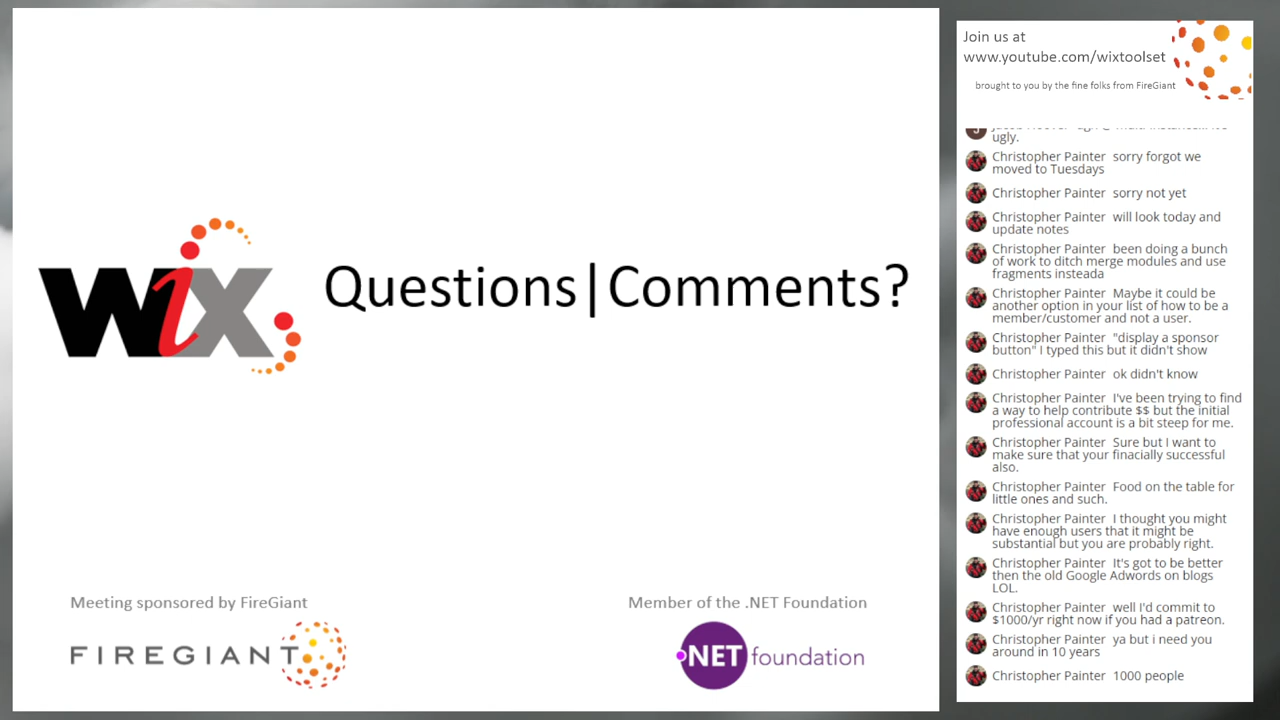 WiX
Questions|Comments?
Meeting sponsored by FireGiant
FIREGIANT
Member of the .NET Foundation
.NET foundation
Join us at
www.youtube.com/wixtoolset
brought to you by the fine folks from FireGiant
ugly.
Christopher Painter sorry forgot we
moved to Tuesdays
Christopher Painter sorry not yet
Christopher Painter will look today and
update notes
Christopher Painter been doing a bunch
of work to ditch merge modules and use
fragments insteada
Christopher Painter Maybe it could be
another option in your list of how to be a
member/customer and not a user.
Christopher Painter "display a sponsor
button" I typed this but it didn't show
Christopher Painter ok didn't know
Christopher Painter I've been trying to find
a way to help contribute $$ but the initial
professional account is a bit steep for me.
Christopher Painter Sure but I want to
make sure that your finacially successful
also.
Christopher Painter Food on the table for
little ones and such.
Christopher Painter I thought you might
have enough users that it might be
substantial but you are probably right.
Christopher Painter It's got to be better
then the old Google Adwords on blogs
LOL.
Christopher Painter well I'd commit to
$1000/yr right now if you had a patreon.
Christopher Painter ya but i need you
around in 10 years
Christopher Painter 1000 people